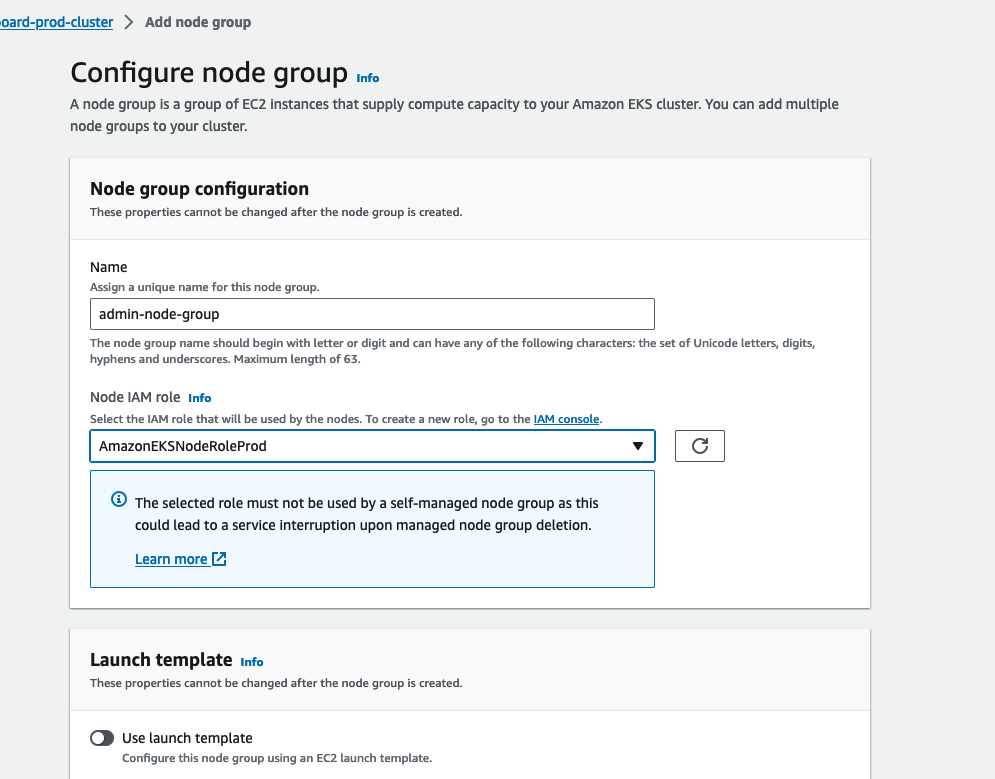 oard-prod-cluster > Add node group
Configure node group Info
A node group is a group of EC2 instances that supply compute capacity to your Amazon EKS cluster. You can add multiple
node groups to your cluster.
Node group configuration
These properties cannot be changed after the node group is created.
Name
Assign a unique name for this node group.
admin-node-group
The node group name should begin with letter or digit and can have any of the following characters: the set of Unicode letters, digits,
hyphens and underscores. Maximum length of 63.
Node IAM role Info
Select the IAM role that will be used by the nodes. To create a new role, go to the IAM console.
AmazonEKSNodeRoleProd
The selected role must not be used by a self-managed node group as this
could lead to a service interruption upon managed node group deletion.
Learn more
Launch template Info
These properties cannot be changed after the node group is created.
Use launch template
Configure this node group using an EC2 launch template.